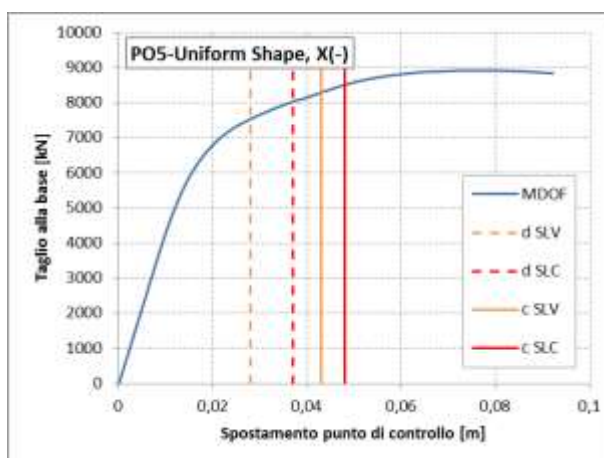 PO5-Uniform Shape, X(-)
10000
9000
8000
7000
6000
5000
4000
3000
2000
1000
0
Taglio alla base [kN]
MDOF
d SLV
d SLC
c SLV
c SLC
0 0,02 0,04 0,06 0,08 0,1
Spostamento punto di controllo [m]